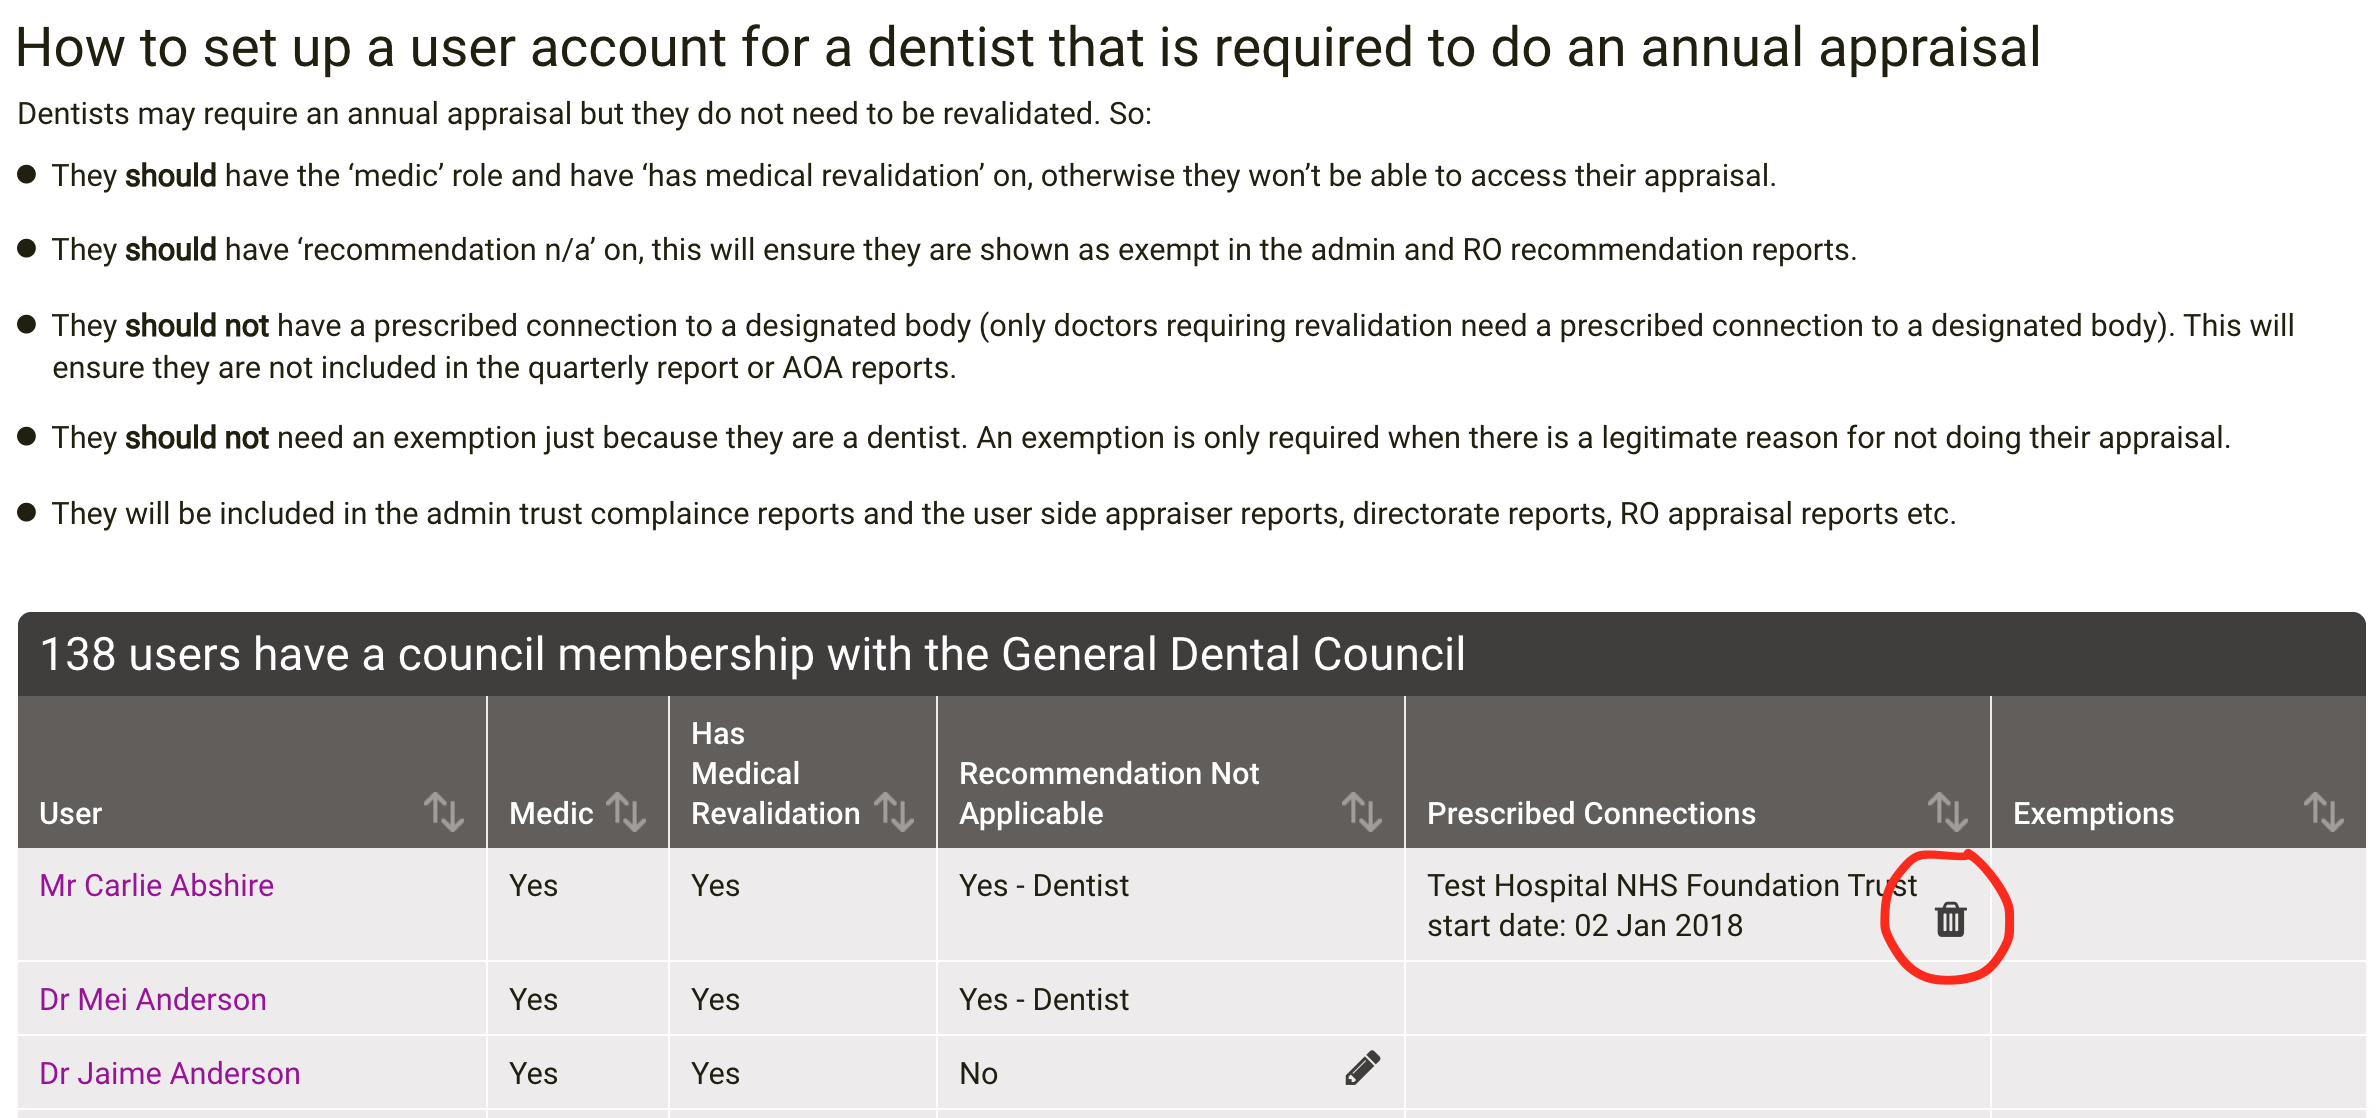 How to set up a user account for a dentist that is required to do an annual appraisal
Dentists may require an annual appraisal but they do not need to be revalidated. So:
● They should have the ‘medic’ role and have ‘has medical revalidation’ on, otherwise they won’t be able to access their appraisal.
● They should have ‘recommendation n/a’ on, this will ensure they are shown as exempt in the admin and RO recommendation reports.
● They should not have a prescribed connection to a designated body (only doctors requiring revalidation need a prescribed connection to a designated body). This will
ensure they are not included in the quarterly report or AOA reports.
● They should not need an exemption just because they are a dentist. An exemption is only required when there is a legitimate reason for not doing their appraisal.
● They will be included in the admin trust complaince reports and the user side appraiser reports, directorate reports, RO appraisal reports etc.
138 users have a council membership with the General Dental Council
User
Medic
Has
Medical
Revalidation
Recommendation Not
Applicable
Prescribed Connections
Exemptions
Mr Carlie Abshire
Yes
Yes
Yes - Dentist
Test Hospital NHS Foundation Trust
start date: 02 Jan 2018
Dr Mei Anderson
Yes
Yes
Yes - Dentist
Dr Jaime Anderson
Yes
Yes
No